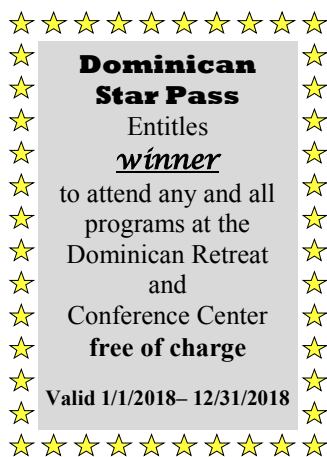 Dominican
Star Pass
Entitles
winner
to attend any and all
programs at the
Dominican Retreat
and
Conference Center
free of charge
Valid 1/1/2018– 12/31/2018